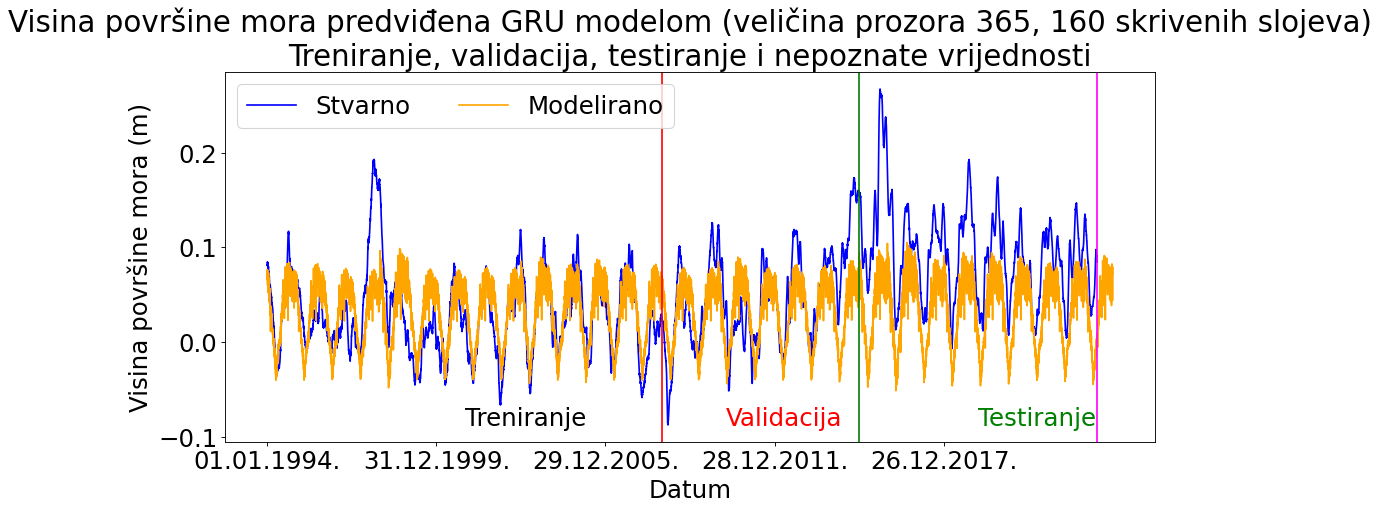 Visina površine mora predviđena GRU modelom (veličina prozora 365, 160 skrivenih slojeva)
Treniranje, validacija, testiranje i nepoznate vrijednosti
Stvarno Modelirano
Visina površine mora (m)
0.2
0.1
0.0
−0.1
Treniranje Validacija Testiranje
01.01.1994. 31.12.1999. 29.12.2005. 28.12.2011. 26.12.2017.
Datum